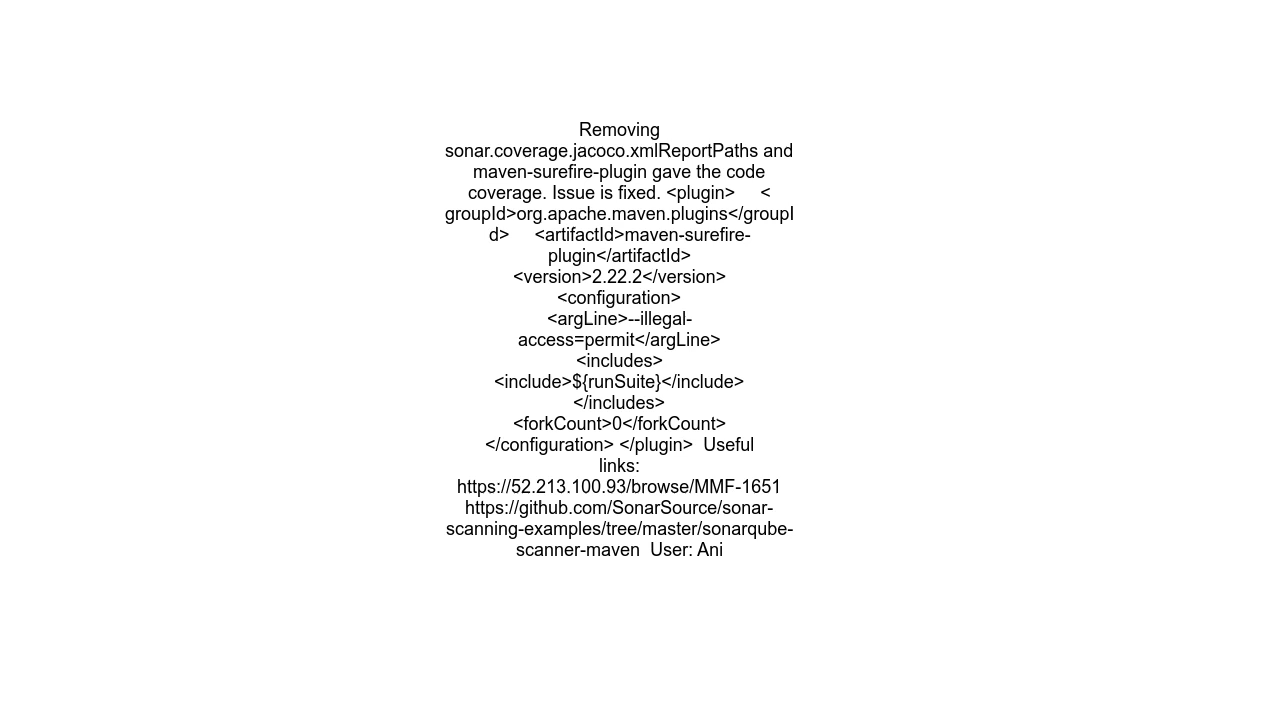 Removing
sonar.coverage.jacoco.xmlReportPaths and
maven-surefire-plugin gave the code
coverage. Issue is fixed. <plugin>     <
groupId>org.apache.maven.plugins</groupI
d>     <artifactId>maven-surefire-
plugin</artifactId>
<version>2.22.2</version>
<configuration>
<argLine>--illegal-
access=permit</argLine>
<includes>
<include>${runSuite}</include>
</includes>
<forkCount>0</forkCount>
</configuration> </plugin>  Useful
links:
https://52.213.100.93/browse/MMF-1651
https://github.com/SonarSource/sonar-
scanning-examples/tree/master/sonarqube-
scanner-maven  User: Ani